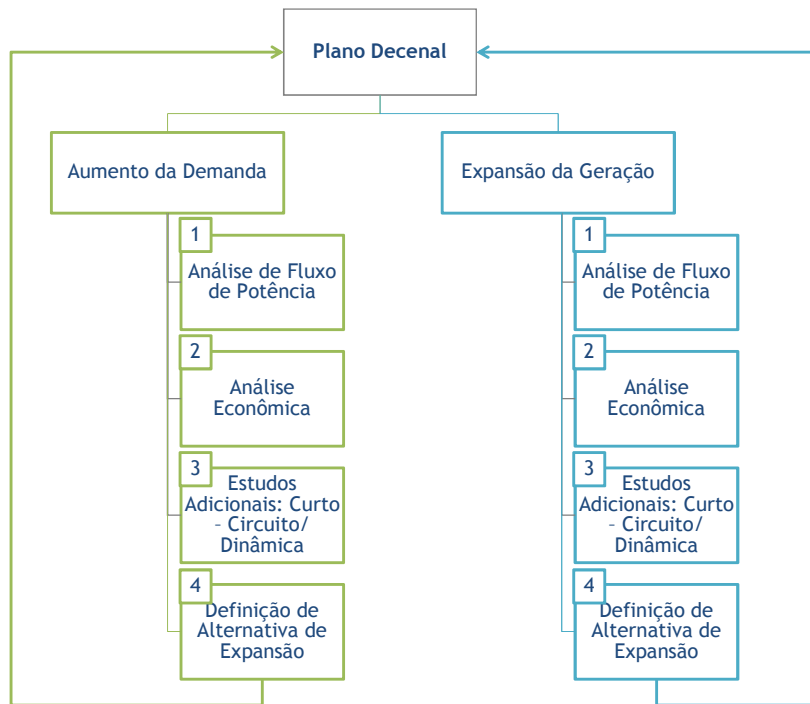 Plano Decenal
Aumento da Demanda
1
Análise de Fluxo
de Potência
2
Análise
Econômica
3
Estudos
Adicionais: Curto
– Circuito/
Dinâmica
4
Definição de
Alternativa de
Expansão
Expansão da Geração
1
Análise de Fluxo
de Potência
2
Análise
Econômica
3
Estudos
Adicionais: Curto
– Circuito/
Dinâmica
4
Definição de
Alternativa de
Expansão